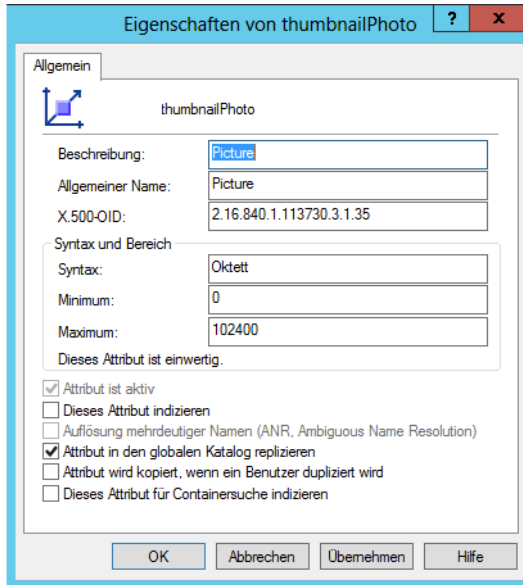 Eigenschaften von thumbnailPhoto ? x
Allgemein
thumbnailPhoto
Beschreibung: Picture
Allgemeiner Name: Picture
X.500-OID: 2.16.840.1.113730.3.1.35
Syntax und Bereich
Syntax: Oktett
Minimum: 0
Maximum: 102400
Dieses Attribut ist einwertig.
Attribut ist aktiv
Dieses Attribut indizieren
Auflösung mehrdeutiger Namen (ANR, Ambiguous Name Resolution)
Attribut in den globalen Katalog replizieren
Attribut wird kopiert, wenn ein Benutzer dupliziert wird
Dieses Attribut für Containersuche indizieren
OK Abbrechen Übernehmen Hilfe